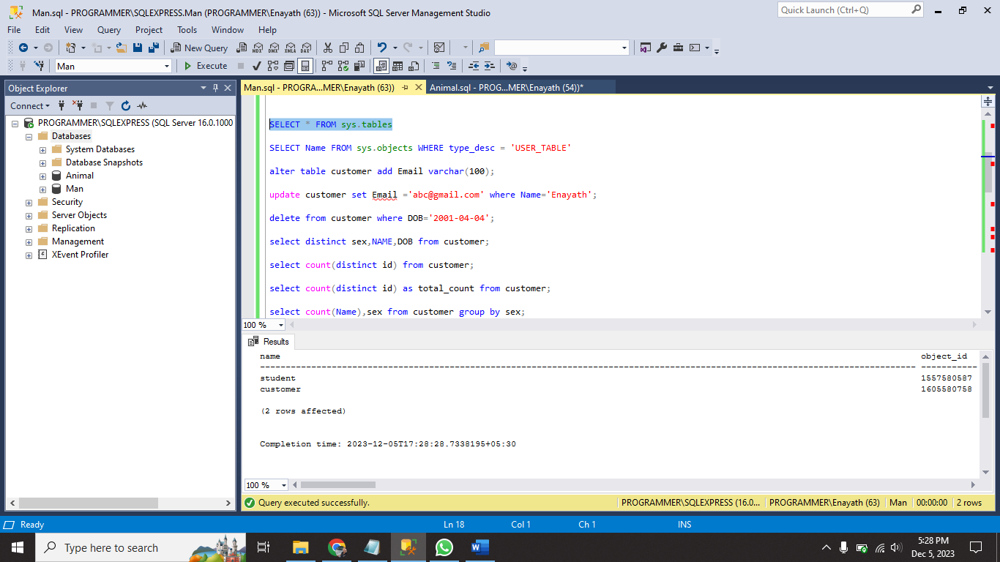 Man.sql - PROGRAMMER\SQLEXPRESS.Man (PROGRAMMER\Enayath (63)) - Microsoft SQL Server Management Studio
Quick Launch (Ctrl+Q)
File Edit View Query Project Tools Window Help
New Query MDX DMX XMLA DAX
Man Execute
Object Explorer
Connect
PROGRAMMER\SQLEXPRESS (SQL Server 16.0.1000
Databases
System Databases
Database Snapshots
Animal
Man
Security
Server Objects
Replication
Management
XEvent Profiler
Man.sql - PROGRA...MER\Enayath (63)) Animal.sql - PROG...MER\Enayath (54))*
SELECT * FROM sys.tables
SELECT Name FROM sys.objects WHERE type_desc = 'USER_TABLE'
alter table customer add Email varchar(100);
update customer set Email ='abc@gmail.com' where Name='Enayath';
delete from customer where DOB='2001-04-04';
select distinct sex,NAME,DOB from customer;
select count(distinct id) from customer;
select count(distinct id) as total_count from customer;
select count(Name),sex from customer group by sex;
100 %
Results
name object_id
student 1557580587
customer 1605580758
(2 rows affected)
Completion time: 2023-12-05T17:28:28.7338195+05:30
100 %
Query executed successfully. PROGRAMMER\SQLEXPRESS (16.0... PROGRAMMER\Enayath (63) Man 00:00:00 2 rows
Ready Ln 18 Col 1 Ch 1 INS
Type here to search
5:28 PM
Dec 5, 2023